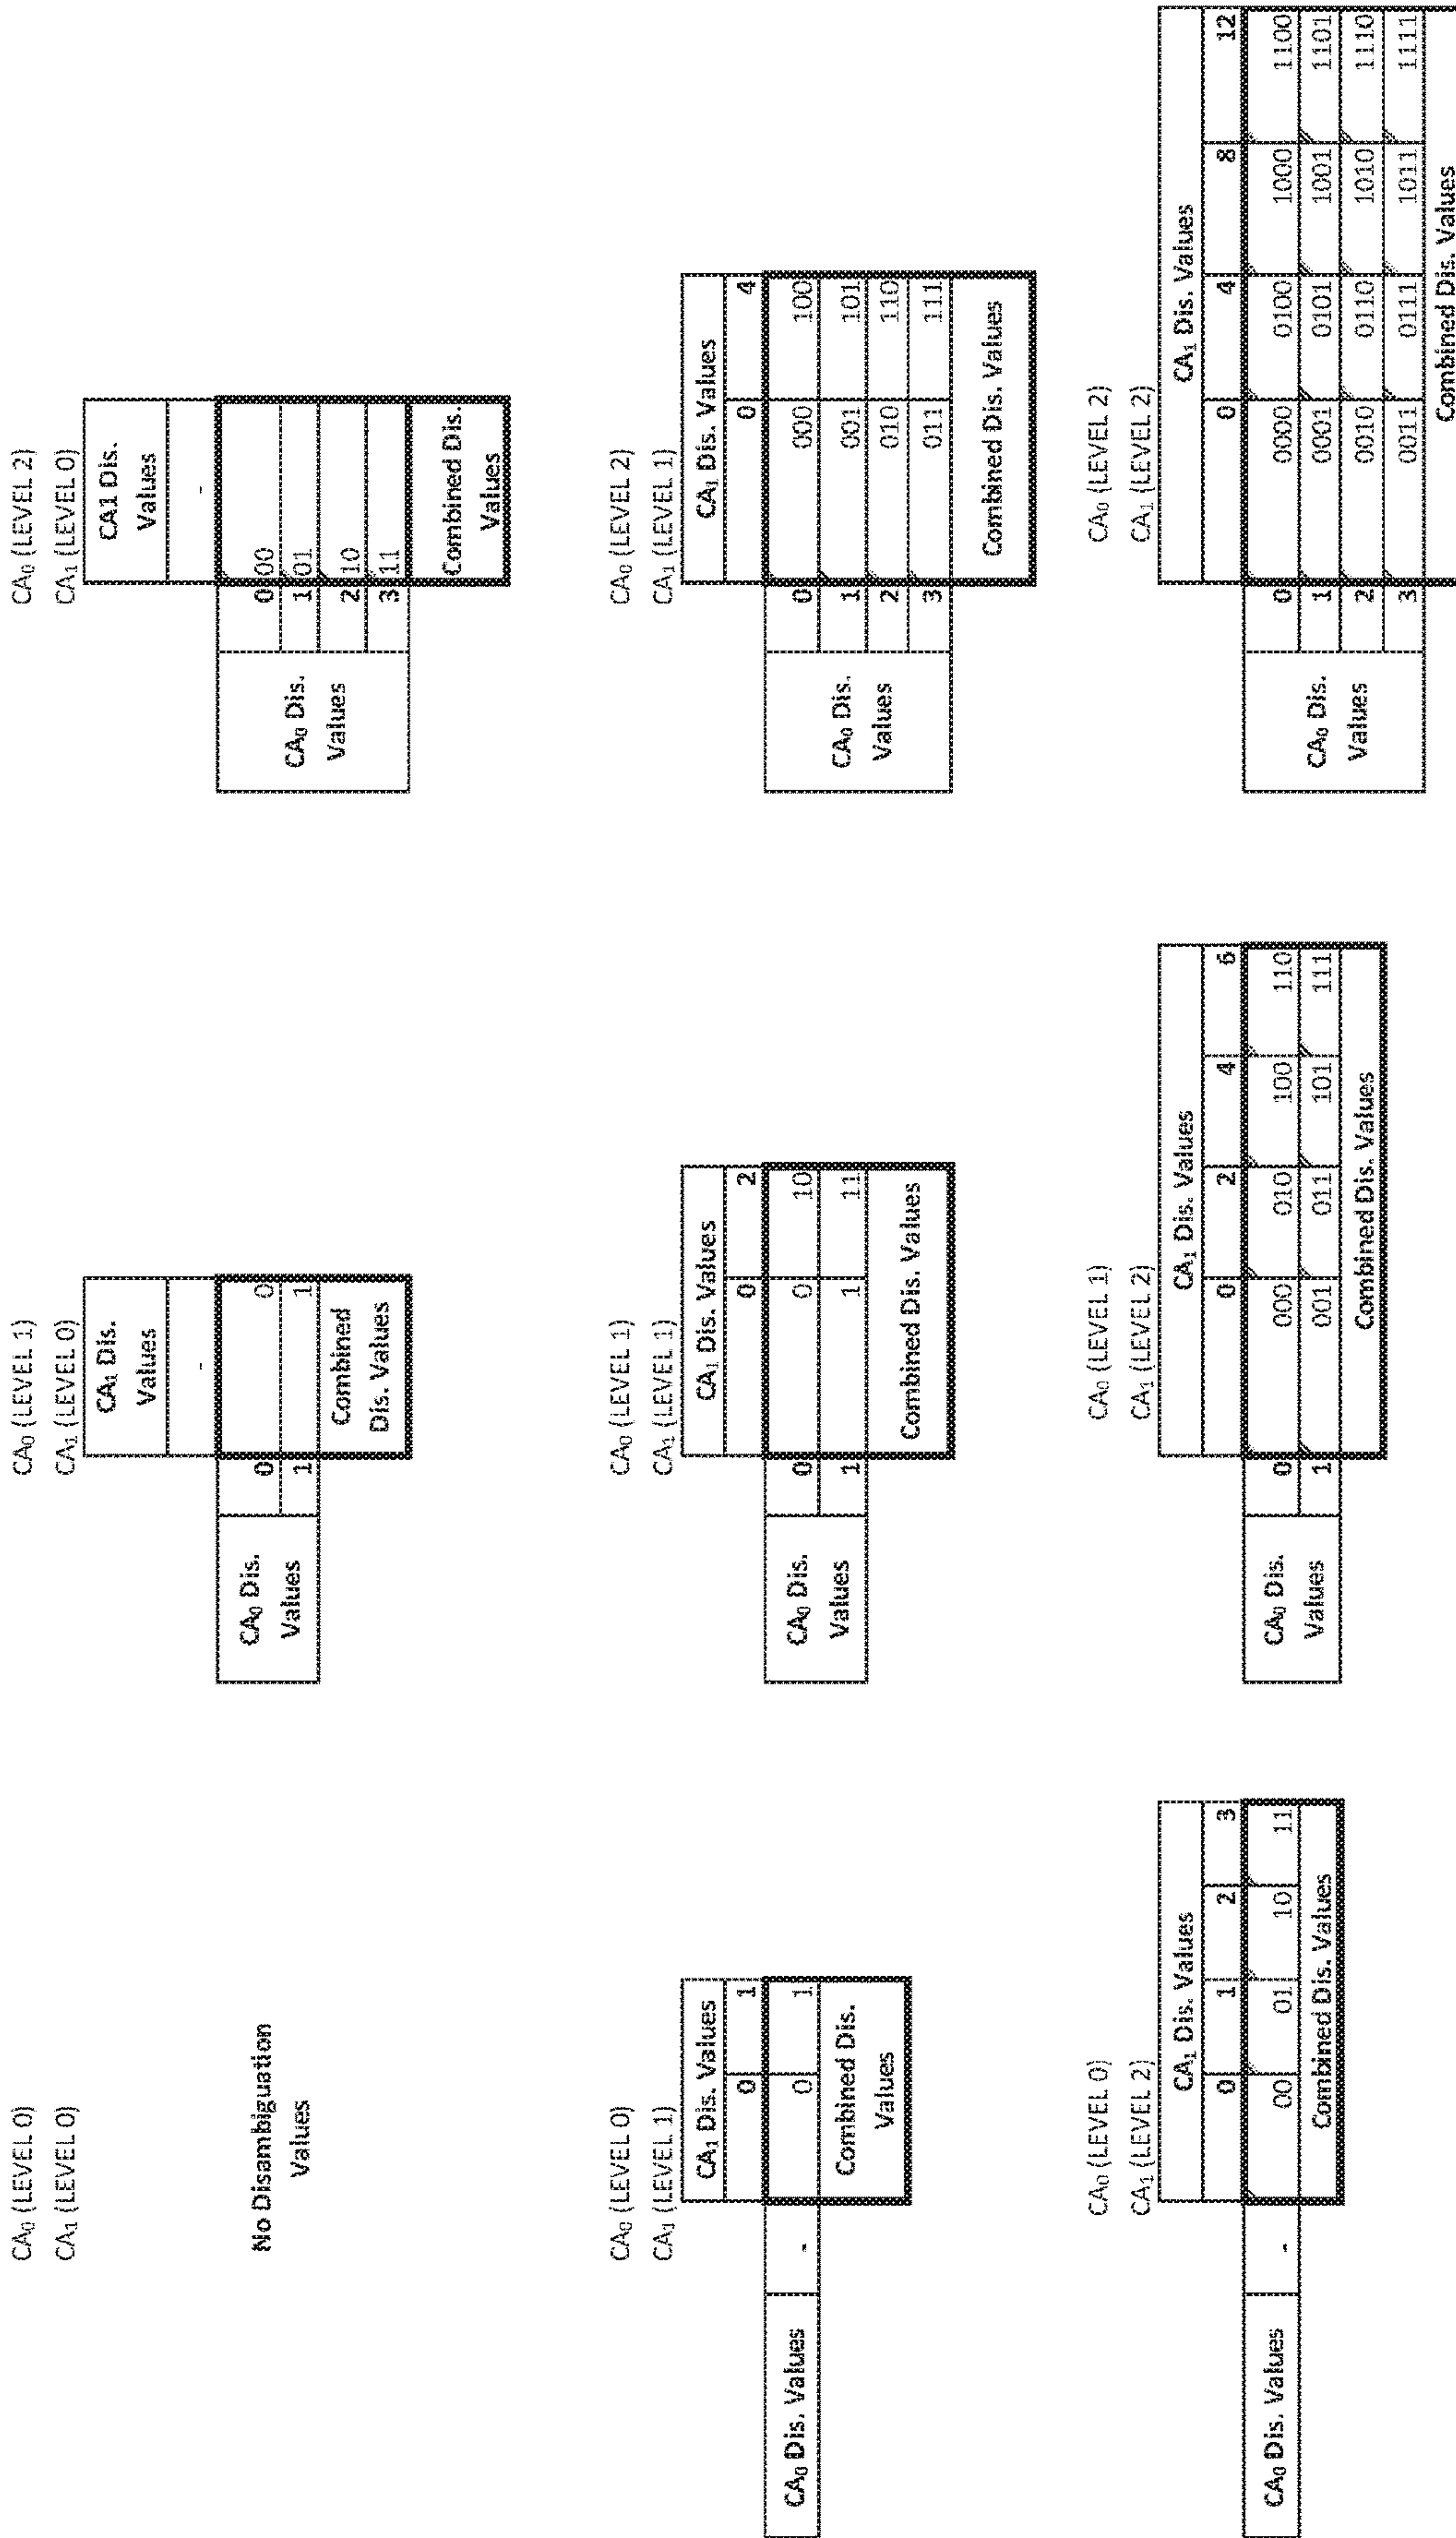 CA₀ (LEVEL 0)
CA₁ (LEVEL 0)
No Disambiguation
Values
CA₀ (LEVEL 1)
CA₁ (LEVEL 0)
CA₁ Dis.
Values
-
CA₀ Dis.
Values
0 0
1 1
Combined
Dis. Values
CA₀ (LEVEL 2)
CA₁ (LEVEL 0)
CA1 Dis.
Values
-
CA₀ Dis.
Values
0 00
1 01
2 10
3 11
Combined Dis.
Values
CA₀ (LEVEL 0)
CA₁ (LEVEL 1)
CA₁ Dis. Values
0 1
CA₀ Dis. Values - 0 1
Combined Dis.
Values
CA₀ (LEVEL 1)
CA₁ (LEVEL 1)
CA₁ Dis. Values
0 2
CA₀ Dis.
Values
0 0 10
1 1 11
Combined Dis. Values
CA₀ (LEVEL 2)
CA₁ (LEVEL 1)
CA₁ Dis. Values
0 4
CA₀ Dis.
Values
0 000 100
1 001 101
2 010 110
3 011 111
Combined Dis. Values
CA₀ (LEVEL 0)
CA₁ (LEVEL 2)
CA₁ Dis. Values
0 1 2 3
CA₀ Dis. Values - 00 01 10 11
Combined Dis. Values
CA₀ (LEVEL 1)
CA₁ (LEVEL 2)
CA₁ Dis. Values
0 2 4 6
CA₀ Dis.
Values
0 000 010 100 110
1 001 011 101 111
Combined Dis. Values
CA₀ (LEVEL 2)
CA₁ (LEVEL 2)
CA₁ Dis. Values
0 4 8 12
CA₀ Dis.
Values
0 0000 0100 1000 1100
1 0001 0101 1001 1101
2 0010 0110 1010 1110
3 0011 0111 1011 1111
Combined Dis. Values